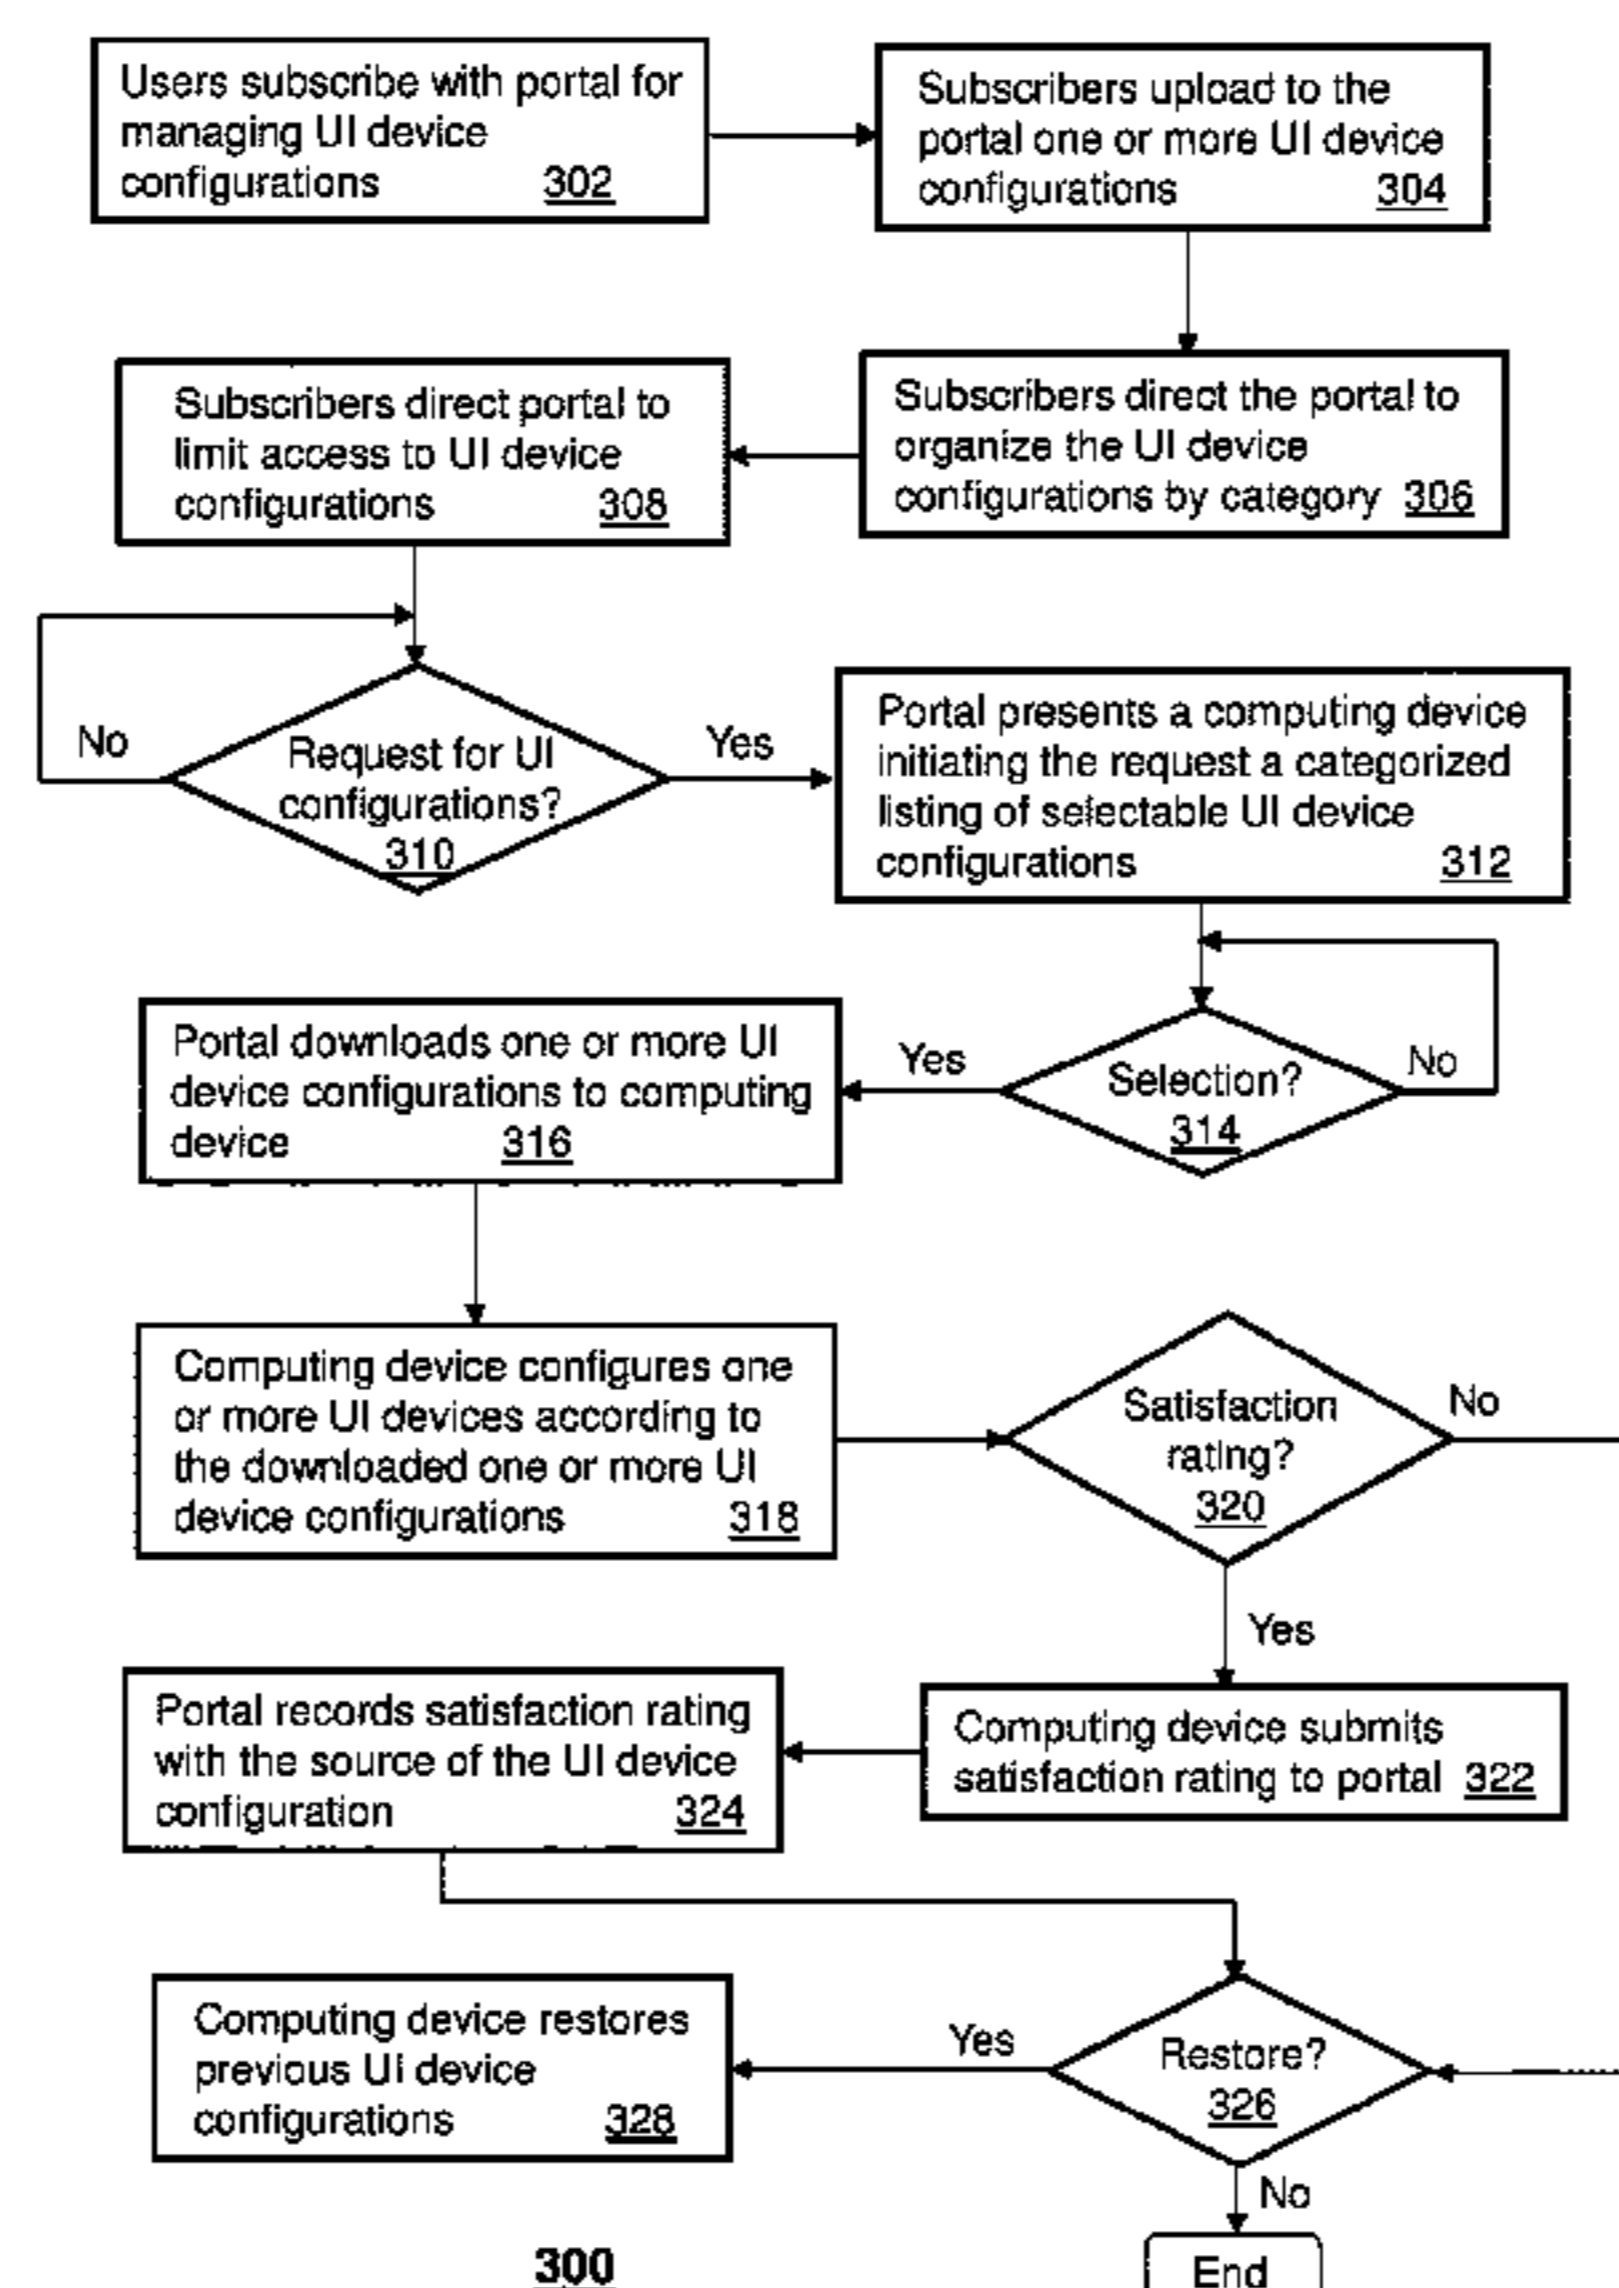 Users subscribe with portal for
managing UI device
configurations 302
Subscribers upload to the
portal one or more UI device
configurations 304
Subscribers direct the portal to
organize the UI device
configurations by category 306
Subscribers direct portal to
limit access to UI device
configurations 308
No
Request for UI
configurations?
310
Yes
Portal presents a computing device
initiating the request a categorized
listing of selectable UI device
configurations 312
Selection?
314
No
Yes
Portal downloads one or more UI
device configurations to computing
device 316
Computing device configures one
or more UI devices according to
the downloaded one or more UI
device configurations 318
Satisfaction
rating?
320
No
Yes
Computing device submits
satisfaction rating to portal 322
Portal records satisfaction rating
with the source of the UI device
configuration 324
Restore?
326
Yes
Computing device restores
previous UI device
configurations 328
No
End
300